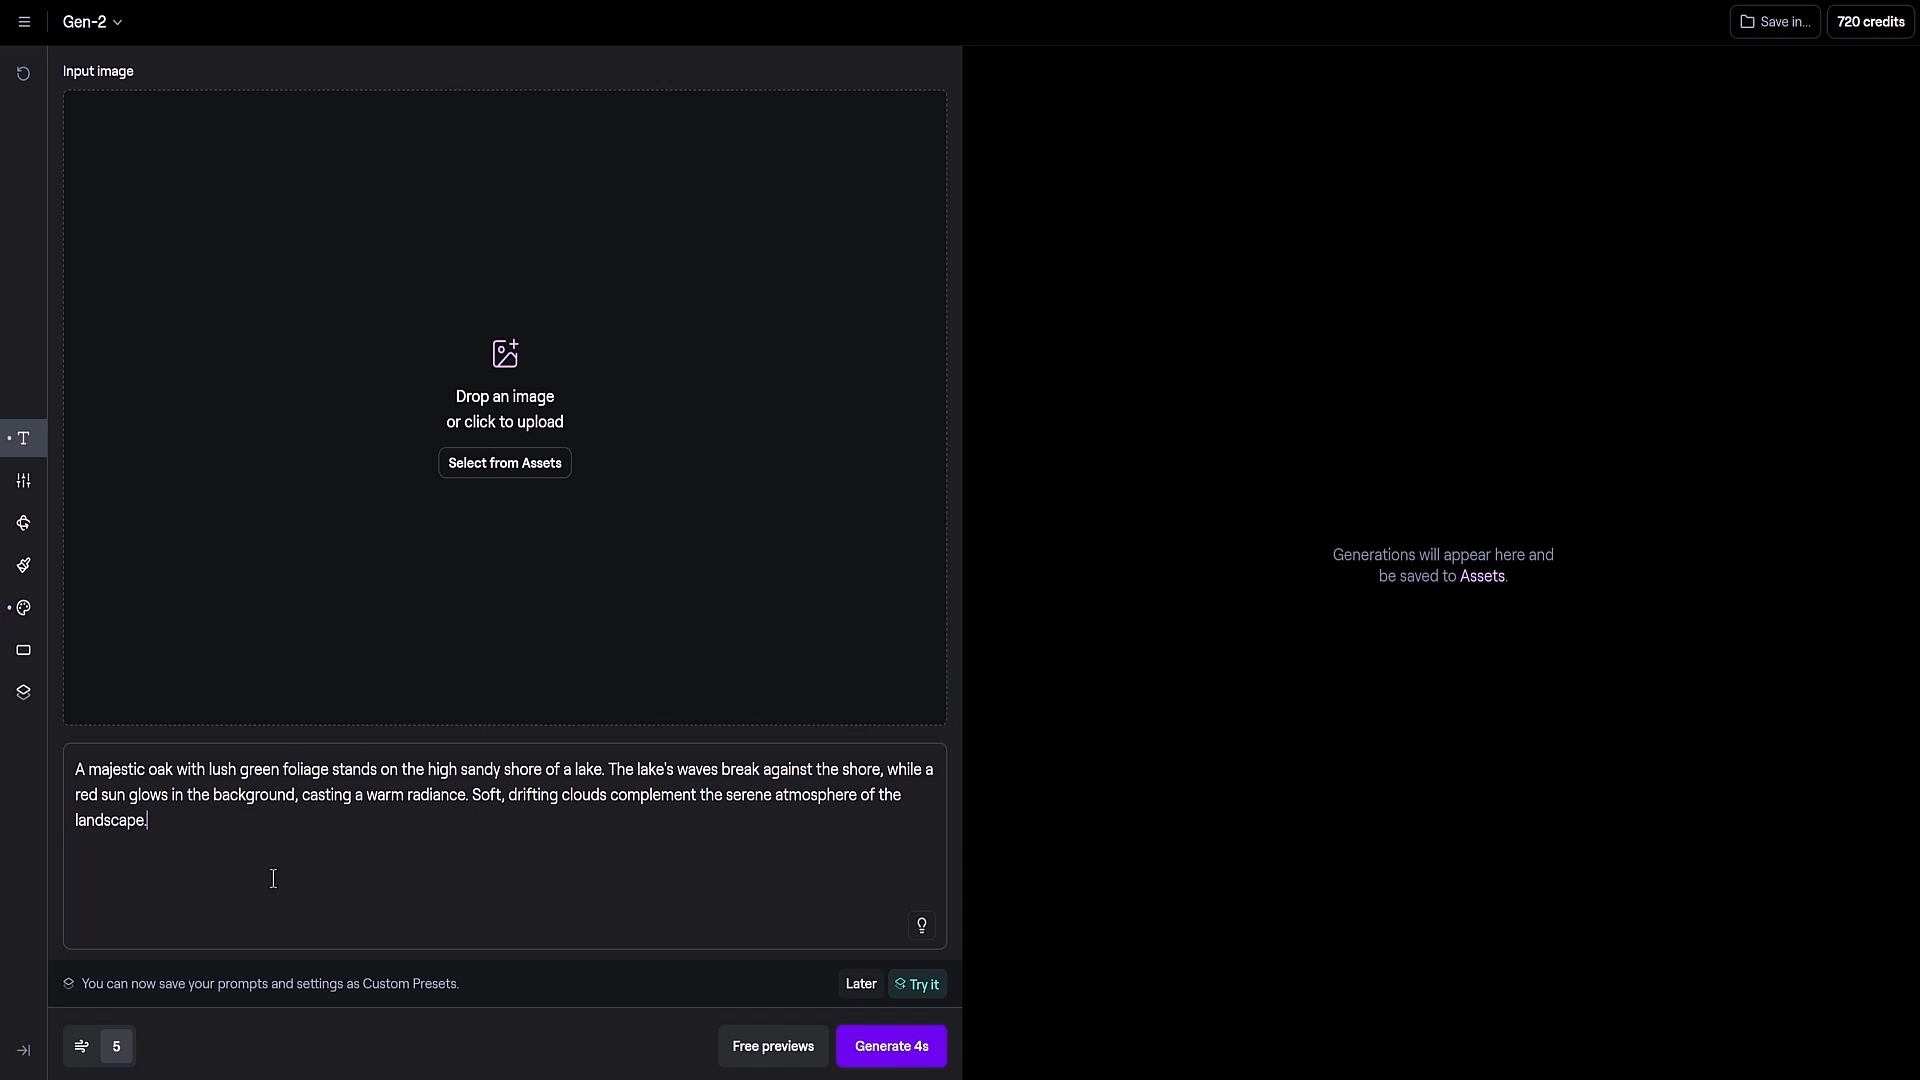 Gen-2
Save in...
720 credits
Input image
Drop an image
or click to upload
Select from Assets
Generations will appear here and
be saved to Assets.
A majestic oak with lush green foliage stands on the high sandy shore of a lake. The lake's waves break against the shore, while a
red sun glows in the background, casting a warm radiance. Soft, drifting clouds complement the serene atmosphere of the
landscape.
You can now save your prompts and settings as Custom Presets.
Later
Try it
5
Free previews
Generate 4s